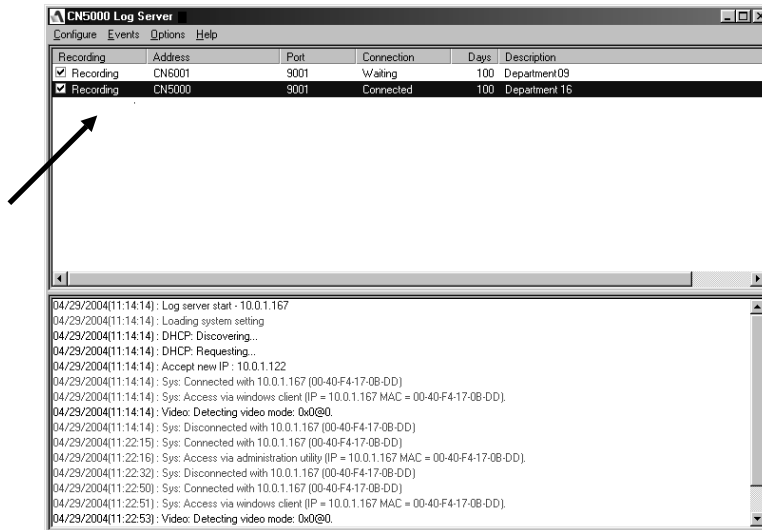 CN5000 Log Server
Configure Events Options Help
Recording Address Port Connection Days Description
Recording CN6001 9001 Waiting 100 Department09
Recording CN5000 9001 Connected 100 Department 16
04/29/2004(11:14:14) : Log server start - 10.0.1.167
04/29/2004(11:14:14) : Loading system setting
04/29/2004(11:14:14) : DHCP: Discovering...
04/29/2004(11:14:14) : DHCP: Requesting...
04/29/2004(11:14:14) : Accept new IP : 10.0.1.122
04/29/2004(11:14:14) : Sys: Connected with 10.0.1.167 (00-40-F4-17-0B-DD)
04/29/2004(11:14:14) : Sys: Access via windows client (IP = 10.0.1.167 MAC = 00-40-F4-17-0B-DD).
04/29/2004(11:14:14) : Video: Detecting video mode: 0x0@0.
04/29/2004(11:14:14) : Sys: Disconnected with 10.0.1.167 (00-40-F4-17-0B-DD)
04/29/2004(11:22:15) : Sys: Connected with 10.0.1.167 (00-40-F4-17-0B-DD)
04/29/2004(11:22:16) : Sys: Access via administration utility (IP = 10.0.1.167 MAC = 00-40-F4-17-0B-DD).
04/29/2004(11:22:32) : Sys: Disconnected with 10.0.1.167 (00-40-F4-17-0B-DD)
04/29/2004(11:22:50) : Sys: Connected with 10.0.1.167 (00-40-F4-17-0B-DD)
04/29/2004(11:22:51) : Sys: Access via windows client (IP = 10.0.1.167 MAC = 00-40-F4-17-0B-DD).
04/29/2004(11:22:53) : Video: Detecting video mode: 0x0@0.